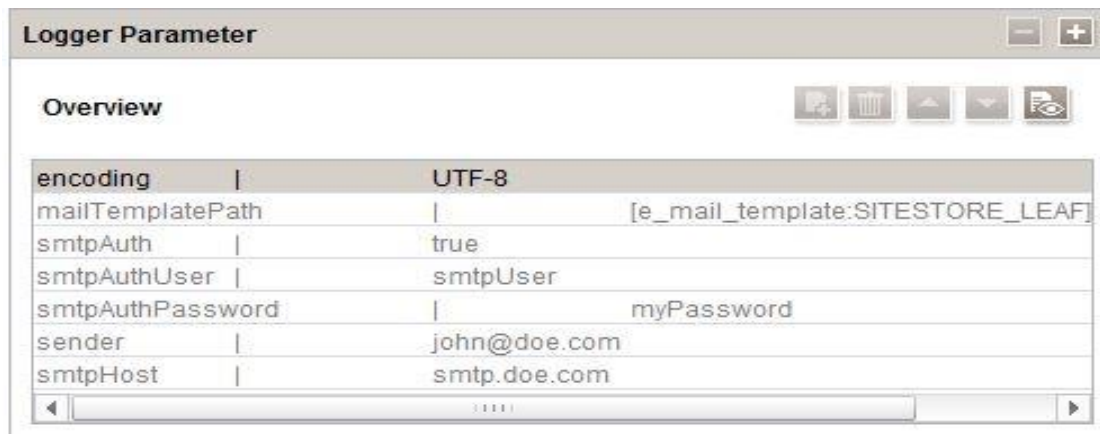 Logger Parameter
Overview
encoding | UTF-8
mailTemplatePath | [e_mail_template:SITESTORE_LEAF]
smtpAuth | true
smtpAuthUser | smtpUser
smtpAuthPassword | myPassword
sender | john@doe.com
smtpHost | smtp.doe.com